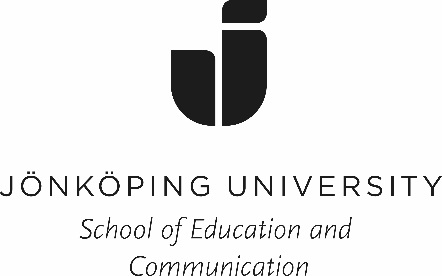 JÖNKÖPING UNIVERSITY
School of Education and
Communication